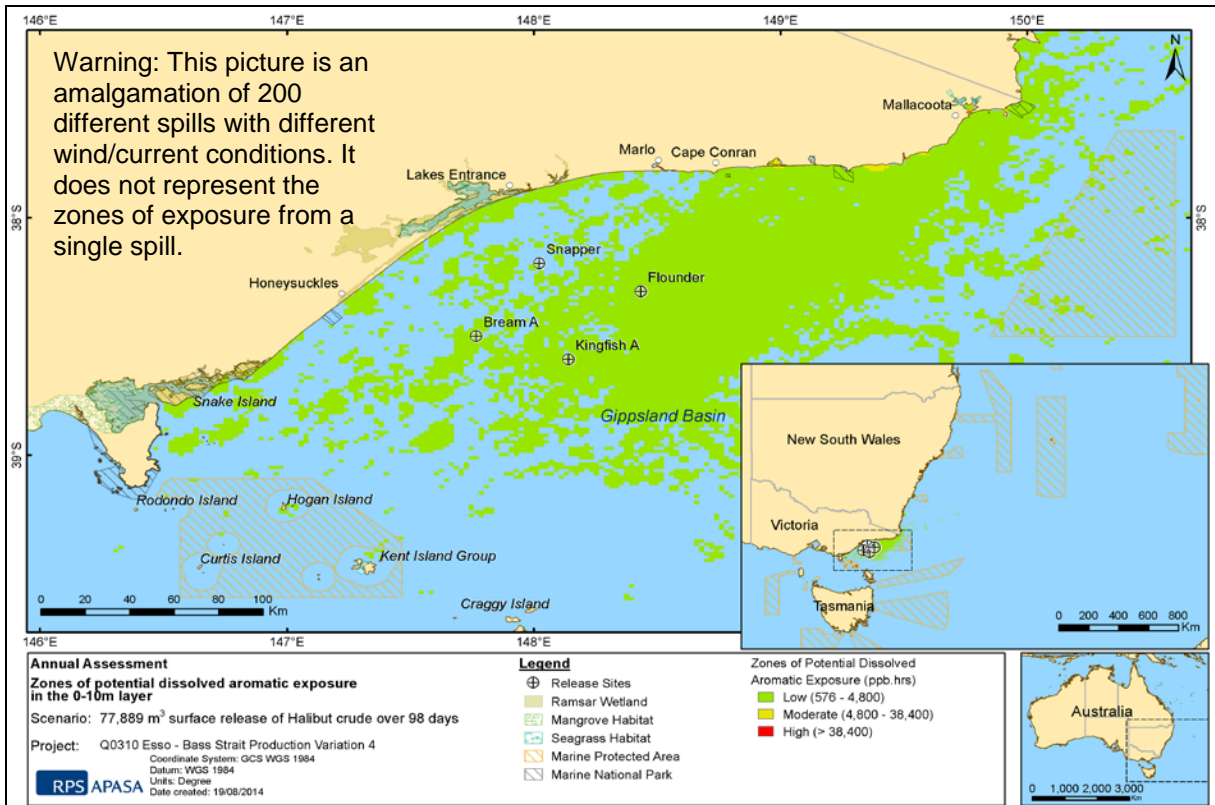 146°E
147°E
148°E
149°E
150°E
Warning: This picture is an
amalgamation of 200
different spills with different
wind/current conditions. It
does not represent the
zones of exposure from a
single spill.
N
Mallacoota
Marlo
Cape Conran
Lakes Entrance
38°S
38°S
Snapper
Flounder
Honeysuckles
Bream A
Kingfish A
Snake Island
Gippsland Basin
39°S
Rodondo Island
Hogan Island
Curtis Island
Kent Island Group
Craggy Island
0 20 40 60 80 100
Km
New South Wales
Victoria
Tasmania
0 200 400 600 800
Km
146°E
147°E
148°E
Annual Assessment
Zones of potential dissolved aromatic exposure
in the 0-10m layer
Scenario: 77,889 m³ surface release of Halibut crude over 98 days
Project: Q0310 Esso - Bass Strait Production Variation 4
Coordinate System: GCS WGS 1984
Datum: WGS 1984
Units: Degree
Date created: 19/08/2014
RPS APASA
Legend
Release Sites
Ramsar Wetland
Mangrove Habitat
Seagrass Habitat
Marine Protected Area
Marine National Park
Zones of Potential Dissolved
Aromatic Exposure (ppb.hrs)
Low (576 - 4,800)
Moderate (4,800 - 38,400)
High (> 38,400)
Australia
0 1,000 2,000 3,000
Km